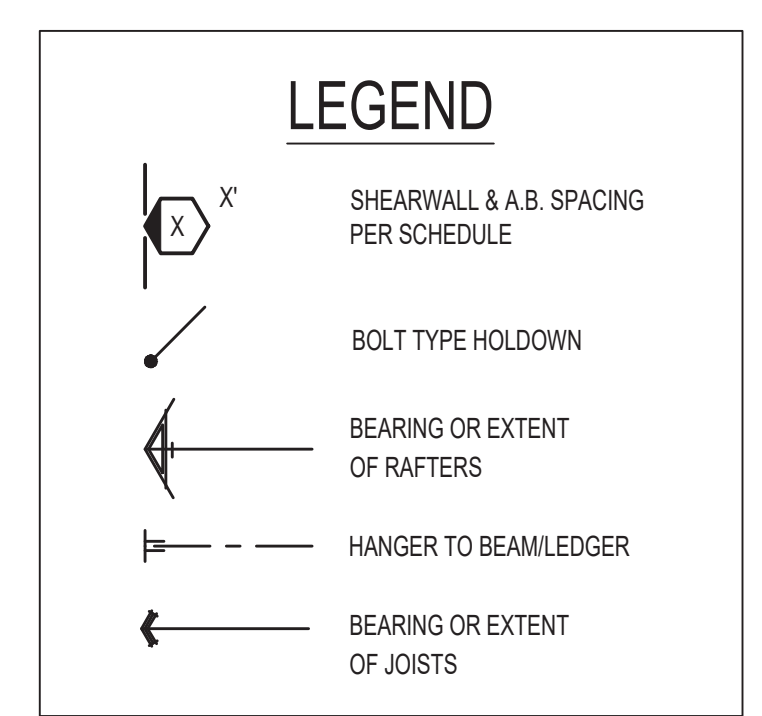 LEGEND
X X'
SHEARWALL & A.B. SPACING
PER SCHEDULE
BOLT TYPE HOLDOWN
BEARING OR EXTENT
OF RAFTERS
HANGER TO BEAM/LEDGER
BEARING OR EXTENT
OF JOISTS